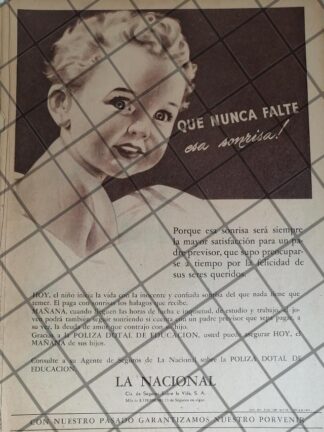 QUE NUNCA FALTE
esa sonrisa!
Porque esa sonrisa será siempre
la mayor satisfacción para un pa-
dre previsor, que supo preocupar-
se a tiempo por la felicidad de
sus seres queridos.
HOY, el niño inicia la vida con la inocente y confiada sonrisa del que nada tiene que
temer. El paga con sonrisas los halagos que recibe.
MAÑANA, cuando lleguen las horas de lucha e inquietud, de estudio y trabajo, el jo-
ven podrá también seguir sonriendo si cuenta con un padre previsor que sepa pagar a
su vez, la deuda de amor que contrajo con su hijo.
Gracias a la POLIZA DOTAL DE EDUCACION, usted puede asegurar HOY, el
MAÑANA de sus hijos.
Consulte a su Agente de Seguros de La Nacional sobre la POLIZA DOTAL DE
EDUCACION.
LA NACIONAL
Cía. de Seguros Sobre la Vida, S. A.
CON NUESTRO PASADO GARANTIZAMOS NUESTRO PORVENIR